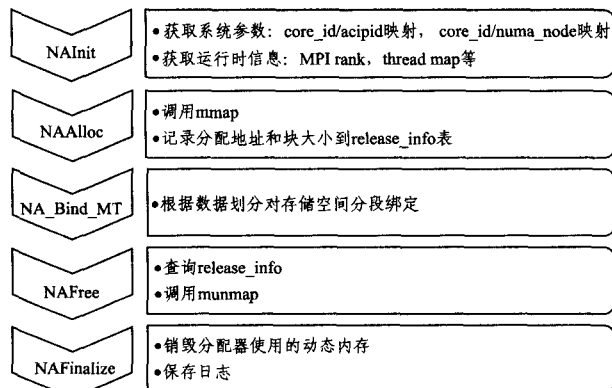 NAInit
•获取系统参数：core_id/acipid映射， core_id/numa_node映射
•获取运行时信息：MPI rank，thread map等
NAAlloc
•调用mmap
•记录分配地址和块大小到release_info表
NA_Bind_MT
•根据数据划分对存储空间分段绑定
NAFree
•查询release_info
•调用munmap
NAFinalize
•销毁分配器使用的动态内存
•保存日志